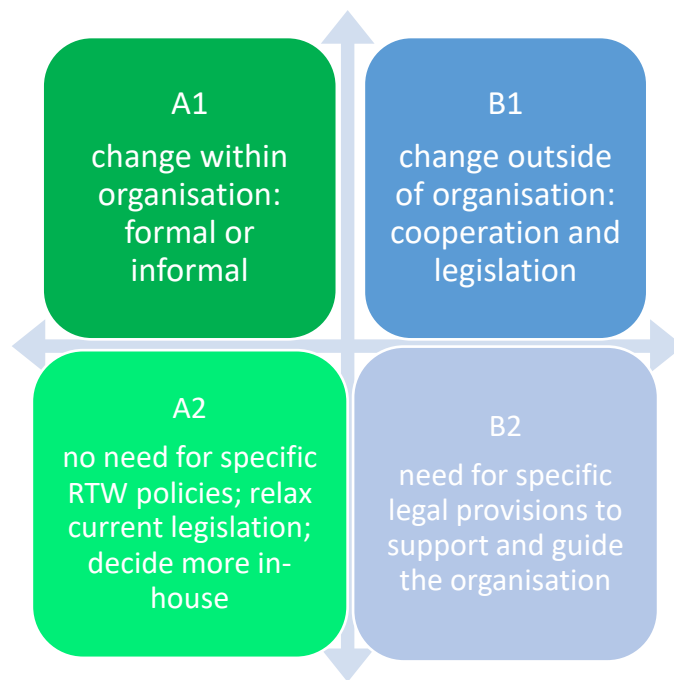 A1
change within
organisation:
formal or
informal
B1
change outside
of organisation:
cooperation and
legislation
A2
no need for specific
RTW policies; relax
current legislation;
decide more in-
house
B2
need for specific
legal provisions to
support and guide
the organisation